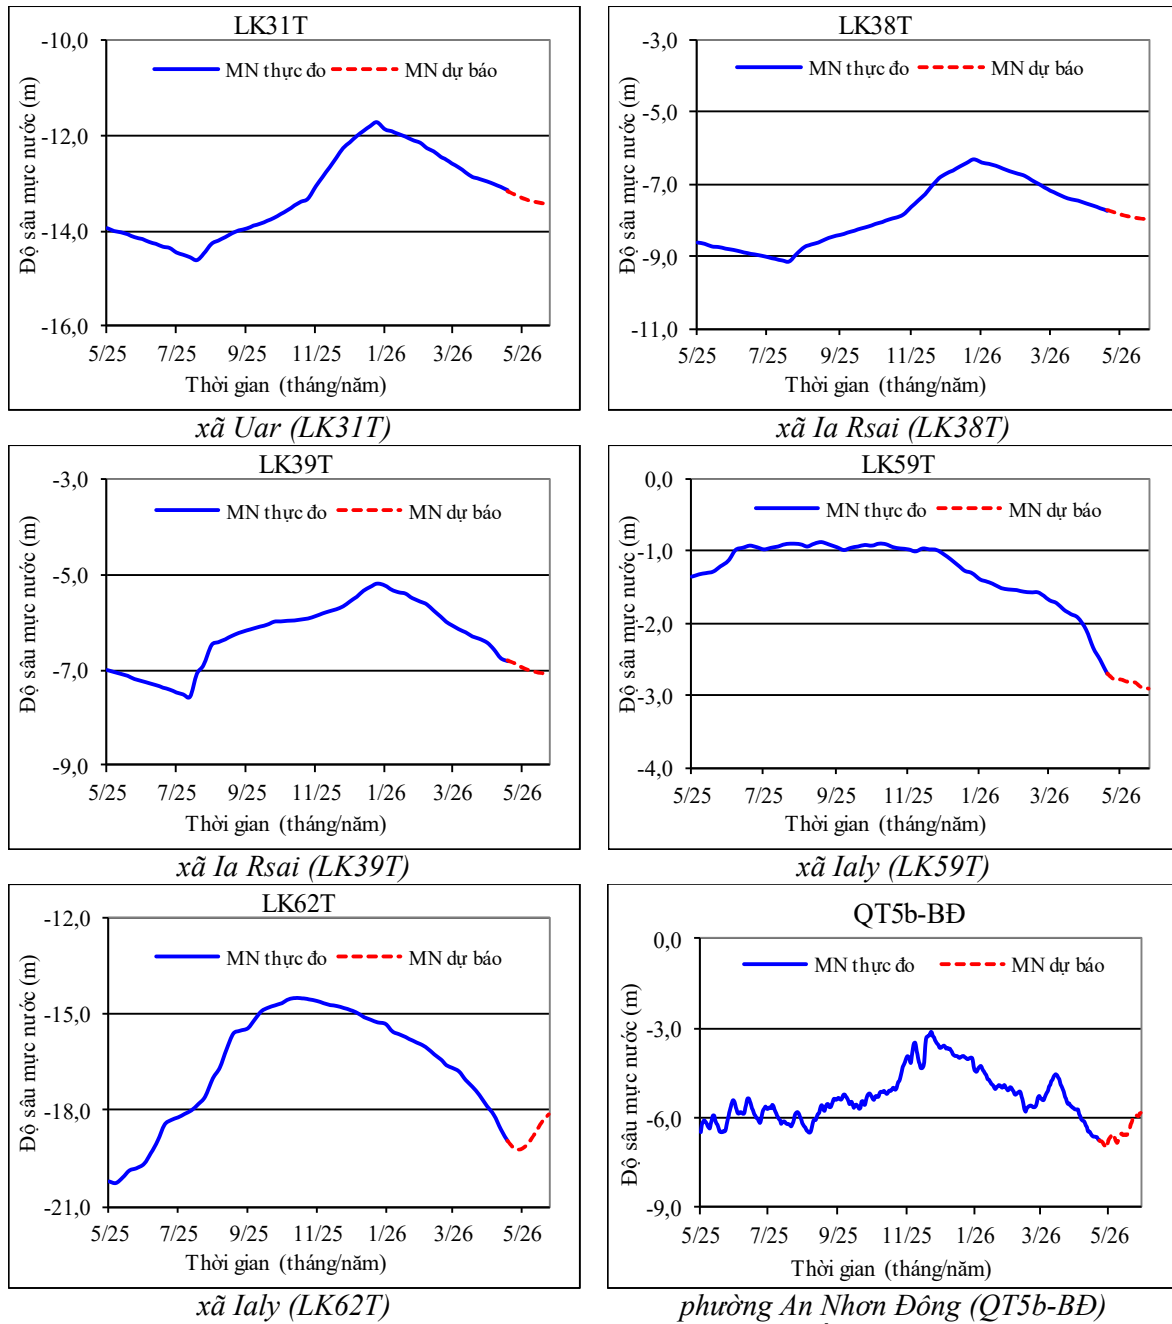 LK31T
-10,0
MN thực đo
MN dự báo
-12,0
-14,0
-16,0
Độ sâu mực nước (m)
5/25 7/25 9/25 11/25 1/26 3/26 5/26
Thời gian (tháng/năm)
xã Uar (LK31T)
LK38T
-3,0
MN thực đo
MN dự báo
-5,0
-7,0
-9,0
-11,0
Độ sâu mực nước (m)
5/25 7/25 9/25 11/25 1/26 3/26 5/26
Thời gian (tháng/năm)
xã Ia Rsai (LK38T)
LK39T
-3,0
MN thực đo
MN dự báo
-5,0
-7,0
-9,0
Độ sâu mực nước (m)
5/25 7/25 9/25 11/25 1/26 3/26 5/26
Thời gian (tháng/năm)
xã Ia Rsai (LK39T)
LK59T
0,0
MN thực đo
MN dự báo
-1,0
-2,0
-3,0
-4,0
Độ sâu mực nước (m)
5/25 7/25 9/25 11/25 1/26 3/26 5/26
Thời gian (tháng/năm)
xã Ialy (LK59T)
LK62T
-12,0
MN thực đo
MN dự báo
-15,0
-18,0
-21,0
Độ sâu mực nước (m)
5/25 7/25 9/25 11/25 1/26 3/26 5/26
Thời gian (tháng/năm)
xã Ialy (LK62T)
QT5b-BĐ
0,0
MN thực đo
MN dự báo
-3,0
-6,0
-9,0
Độ sâu mực nước (m)
5/25 7/25 9/25 11/25 1/26 3/26 5/26
Thời gian (tháng/năm)
phường An Nhơn Đông (QT5b-BĐ)